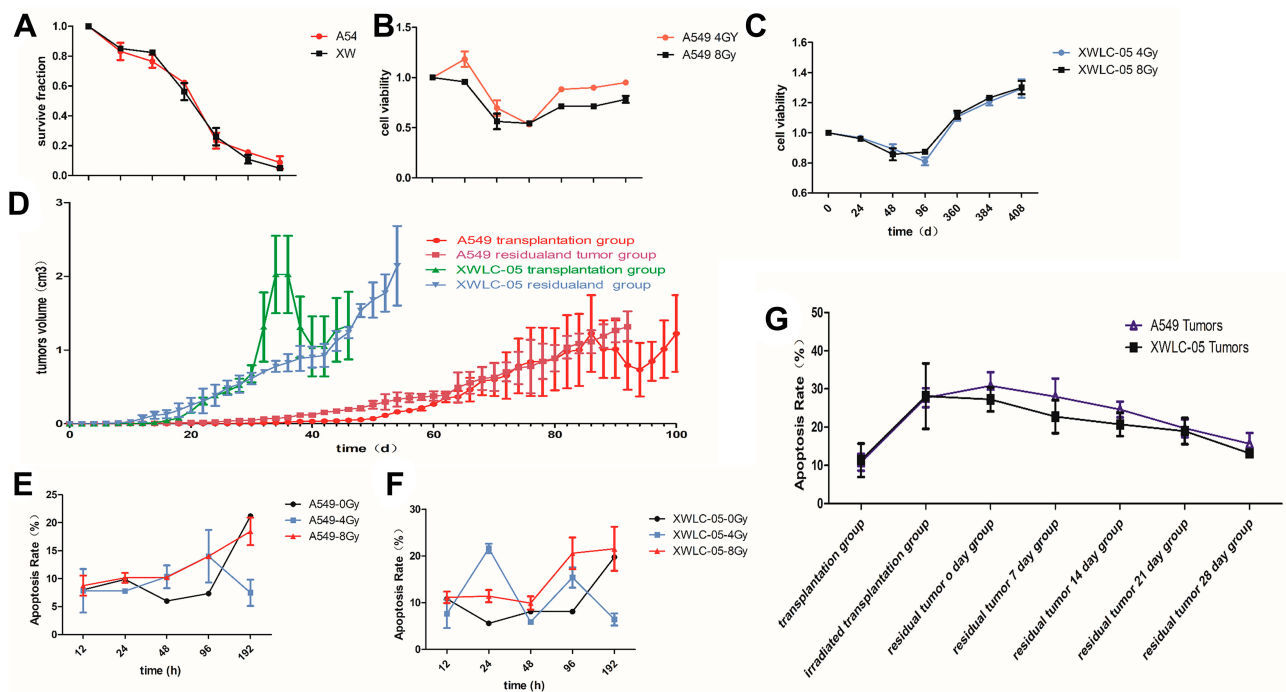 A
survive fraction
1.0
0.8
0.6
0.4
0.2
0.0
A54
XW
B
cell viability
1.5
1.0
0.5
0.0
A549 4GY
A549 8Gy
C
cell viability
1.6
1.4
1.2
1.0
0.8
0.6
XWLC-05 4Gy
XWLC-05 8Gy
0 24 48 96 360 384 408
time（d）
D
tumors volume（cm3）
3
2
1
0
A549 transplantation group
A549 residualand tumor group
XWLC-05 transplantation group
XWLC-05 residualand group
0 20 40 60 80 100
time（d）
E
Apoptosis Rate（%）
25
20
15
10
5
0
A549-0Gy
A549-4Gy
A549-8Gy
12 24 48 96 192
time (h)
F
Apoptosis Rate（%）
30
20
10
0
XWLC-05-0Gy
XWLC-05-4Gy
XWLC-05-8Gy
12 24 48 96 192
time (h)
G
Apoptosis Rate（%）
50
40
30
20
10
0
A549 Tumors
XWLC-05 Tumors
transplantation group
irradiated transplantation group
residual tumor o day group
residual tumor 7 day group
residual tumor 14 day group
residual tumor 21 day group
residual tumor 28 day group